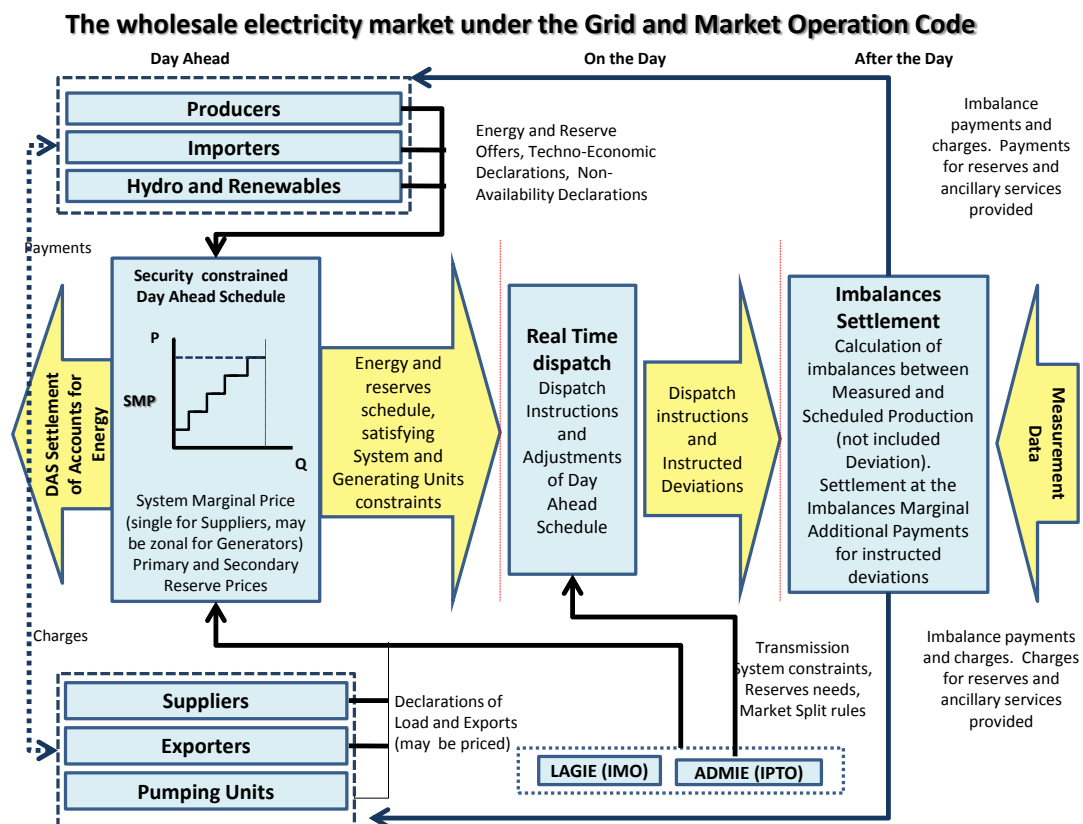 The wholesale electricity market under the Grid and Market Operation Code
Day Ahead
On the Day
After the Day
Producers
Importers
Hydro and Renewables
Energy and Reserve
Offers, Techno-Economic
Declarations, Non-
Availability Declarations
Imbalance
payments and
charges. Payments
for reserves and
ancillary services
provided
Payments
DAS Settlement
of Accounts for
Energy
Security constrained
Day Ahead Schedule
P
SMP
Q
System Marginal Price
(single for Suppliers, may
be zonal for Generators)
Primary and Secondary
Reserve Prices
Energy and
reserves
schedule,
satisfying
System and
Generating Units
constraints
Real Time
dispatch
Dispatch
Instructions
and
Adjustments
of Day
Ahead
Schedule
Dispatch
instructions
and
Instructed
Deviations
Imbalances
Settlement
Calculation of
imbalances between
Measured and
Scheduled Production
(not included
Deviation).
Settlement at the
Imbalances Marginal
Additional Payments
for instructed
deviations
Measurement
Data
Charges
Suppliers
Exporters
Pumping Units
Declarations of
Load and Exports
(may be priced)
Transmission
System constraints,
Reserves needs,
Market Split rules
LAGIE (IMO)
ADMIE (IPTO)
Imbalance payments
and charges. Charges
for reserves and
ancillary services
provided